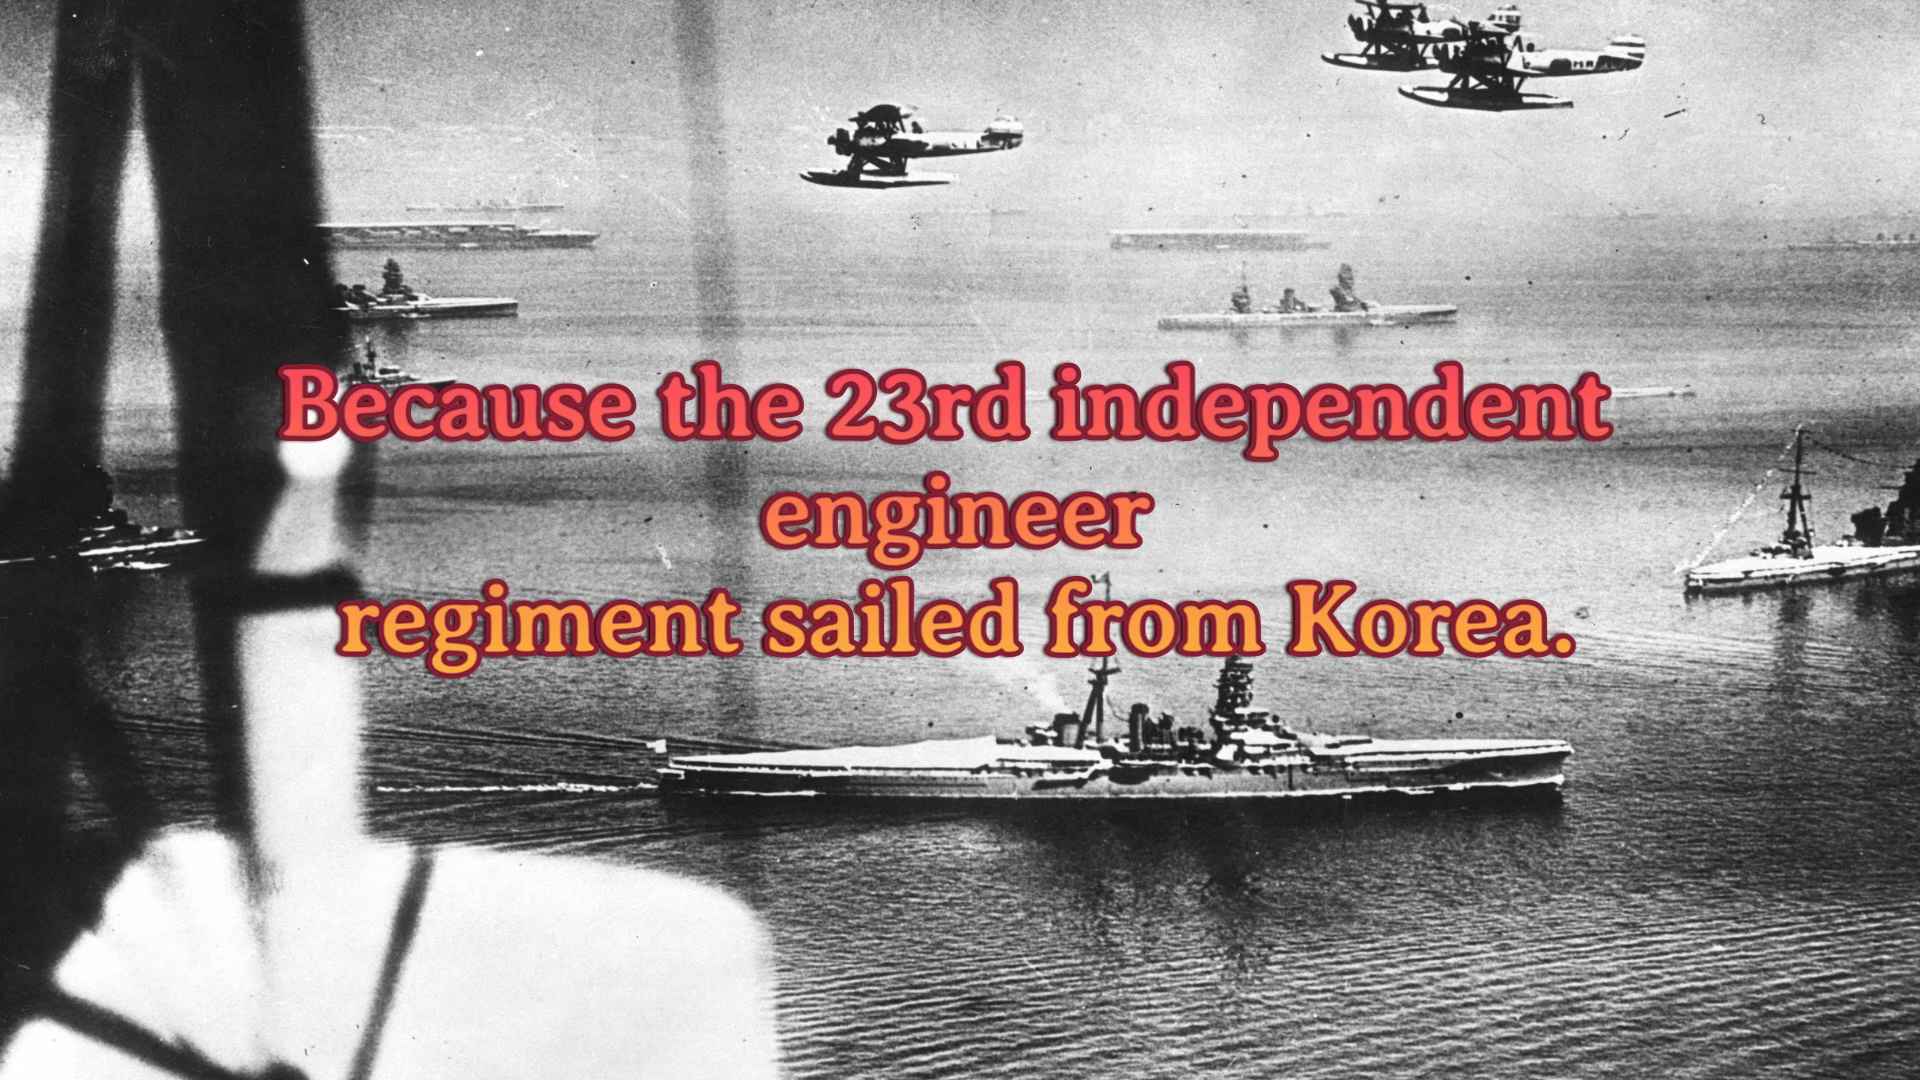 Because the 23rd independent
engineer
regiment sailed from Korea.